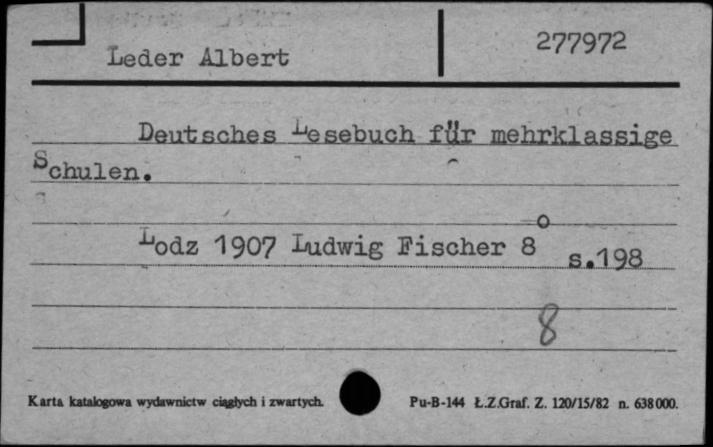 Leder Albert
277972
Deutsches Lesebuch für mehrklassige
Schulen.
Lodz 1907 Ludwig Fischer 8° s.198
8
Karta katalogowa wydawnictw ciągłych i zwartych.
Pu-B-144 Ł.Z.Graf. Z. 120/15/82 n. 638000.